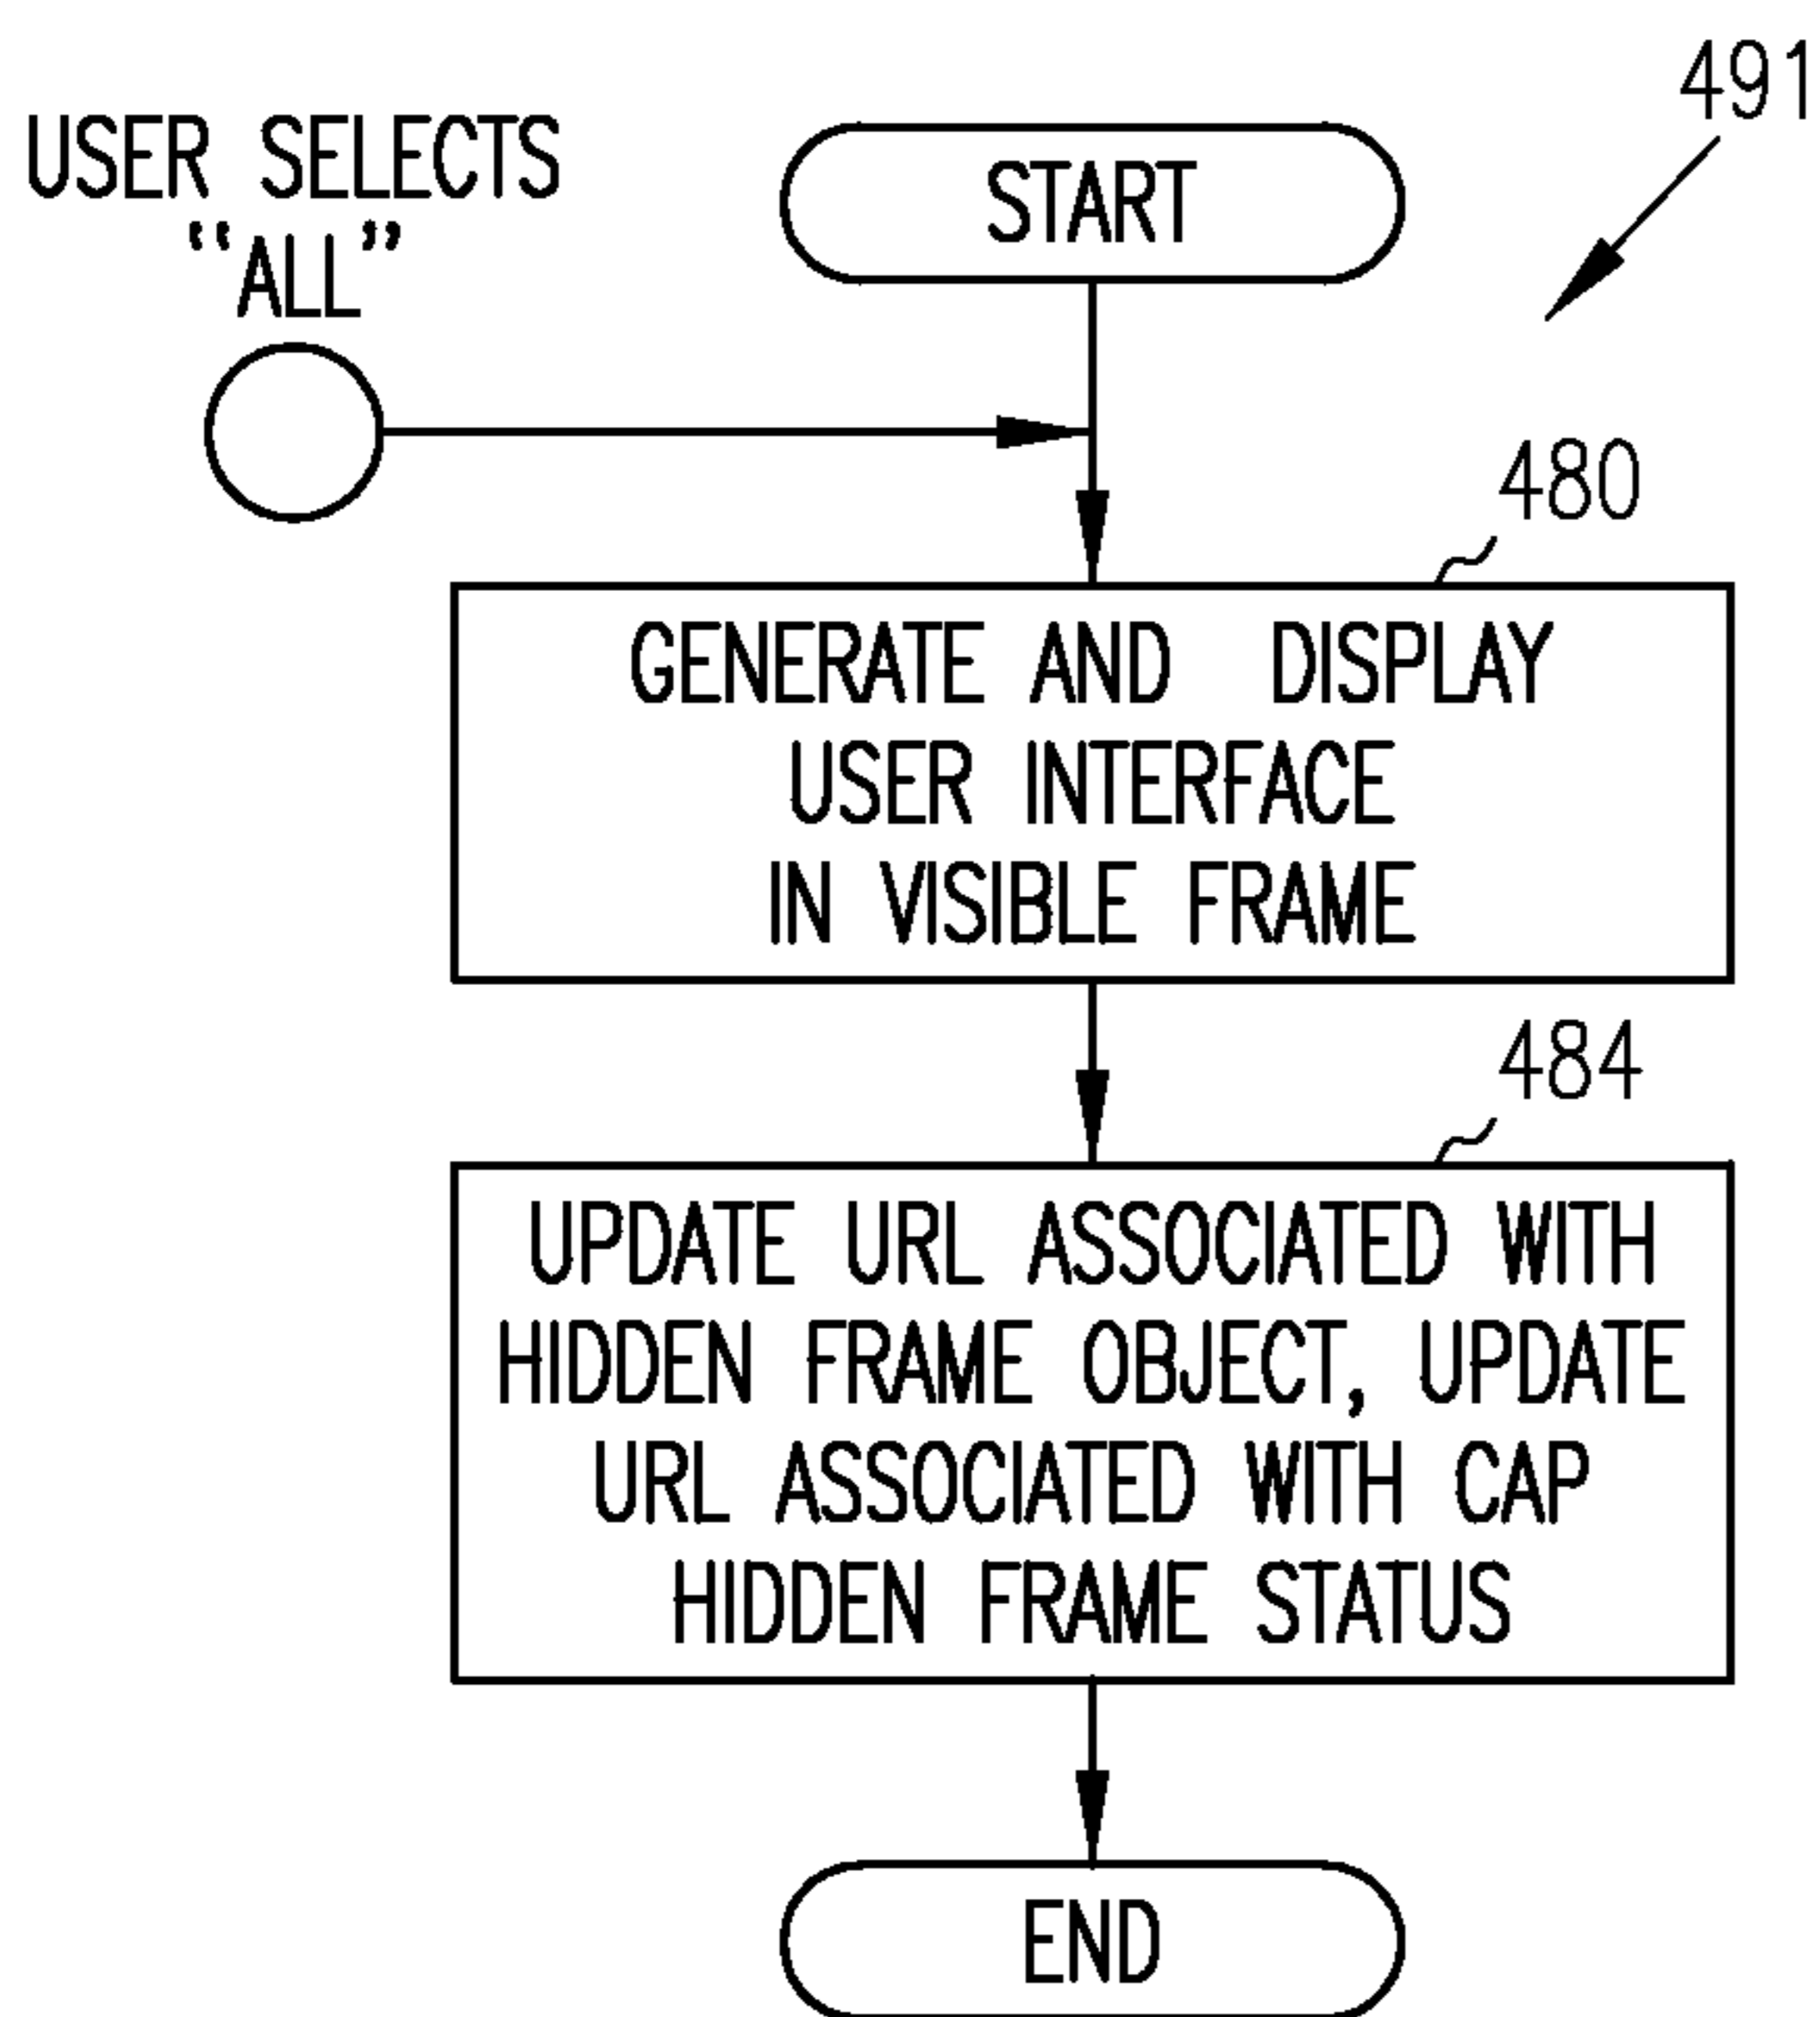 491
USER SELECTS
"ALL"
START
480
GENERATE AND DISPLAY
USER INTERFACE
IN VISIBLE FRAME
484
UPDATE URL ASSOCIATED WITH
HIDDEN FRAME OBJECT, UPDATE
URL ASSOCIATED WITH CAP
HIDDEN FRAME STATUS
END